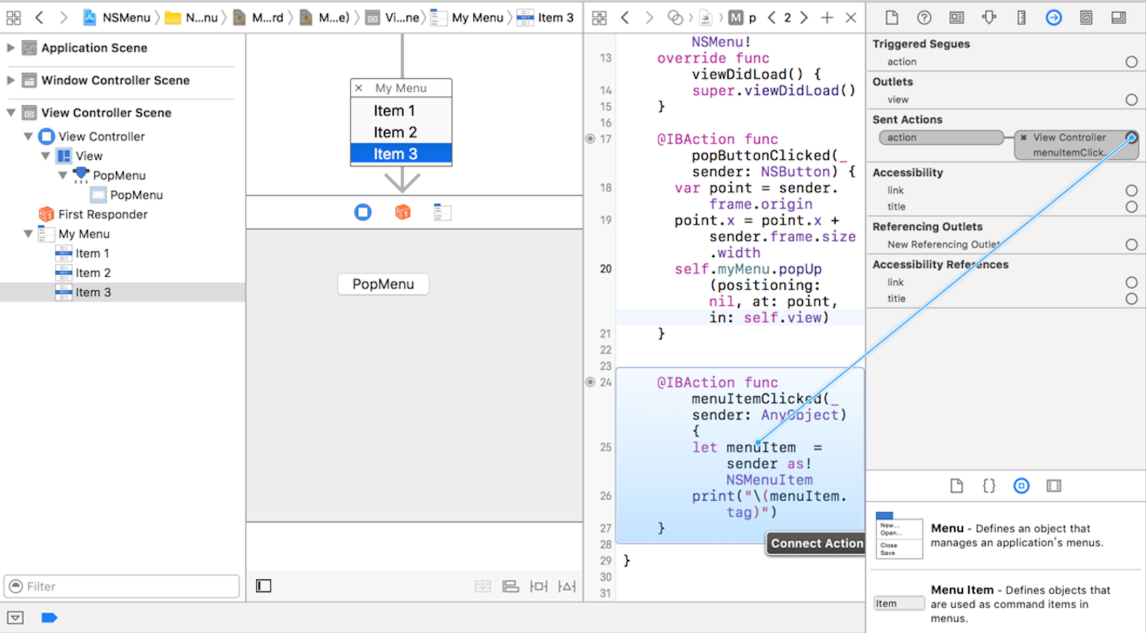 NSMenu
N...nu
M...rd
M...e)
Vi...ne
My Menu
Item 3
M
p
2
Application Scene
Window Controller Scene
View Controller Scene
View Controller
View
PopMenu
PopMenu
First Responder
My Menu
Item 1
Item 2
Item 3
Filter
My Menu
Item 1
Item 2
Item 3
PopMenu
NSMenu!
13 override func
viewDidLoad() {
14 super.viewDidLoad()
15 }
16
17 @IBAction func
popButtonClicked(_
sender: NSButton) {
18 var point = sender.
frame.origin
19 point.x = point.x +
sender.frame.size
.width
20 self.myMenu.popUp
(positioning:
nil, at: point,
in: self.view)
21 }
22
23
24 @IBAction func
menuItemClicked(_
sender: AnyObject)
{
25 let menuItem =
sender as!
NSMenuItem
26 print("\(menuItem.
tag)")
27 }
28
29 }
30
31
Connect Action
Triggered Segues
action
Outlets
view
Sent Actions
action
View Controller
menuItemClick...
Accessibility
link
title
Referencing Outlets
New Referencing Outlet
Accessibility References
link
title
New...
Open...
Close
Save
Menu - Defines an object that
manages an application's menus.
Item
Menu Item - Defines objects that
are used as command items in
menus.